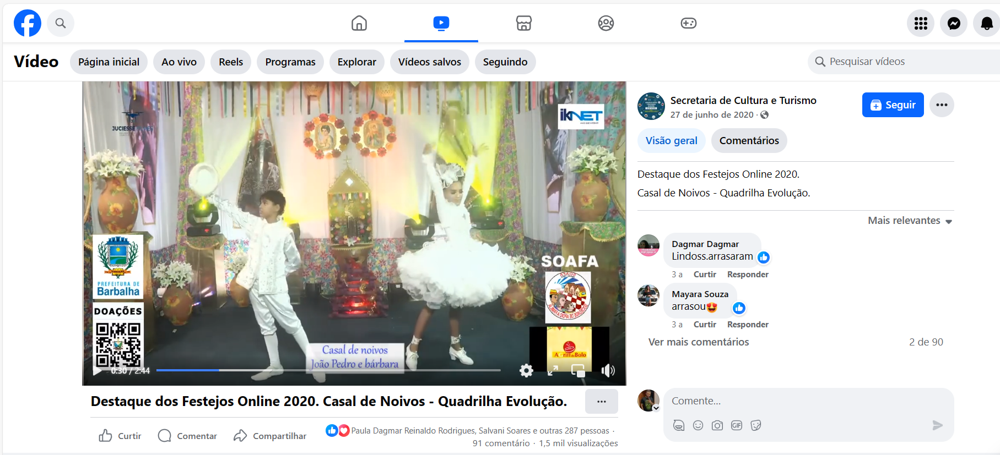 Vídeo
Página inicial
Ao vivo
Reels
Programas
Explorar
Vídeos salvos
Seguindo
Pesquisar vídeos
JUCIESSE
iKNET
PREFEITURA DE
Barbalha
DOAÇÕES
SOAFA
SOAFA
Casal de noivos
João Pedro e bárbara
0:30 / 2:44
Destaque dos Festejos Online 2020. Casal de Noivos - Quadrilha Evolução.
Curtir
Comentar
Compartilhar
Paula Dagmar Reinaldo Rodrigues, Salvani Soares e outras 287 pessoas ·
91 comentário · 1,5 mil visualizações
Secretaria de Cultura e Turismo
27 de junho de 2020 ·
Seguir
Visão geral
Comentários
Destaque dos Festejos Online 2020.
Casal de Noivos - Quadrilha Evolução.
Mais relevantes
Dagmar Dagmar
Lindoss.arrasaram
3 a Curtir Responder
Mayara Souza
arrasou😍
3 a Curtir Responder
Ver mais comentários
2 de 90
Comente...
GIF